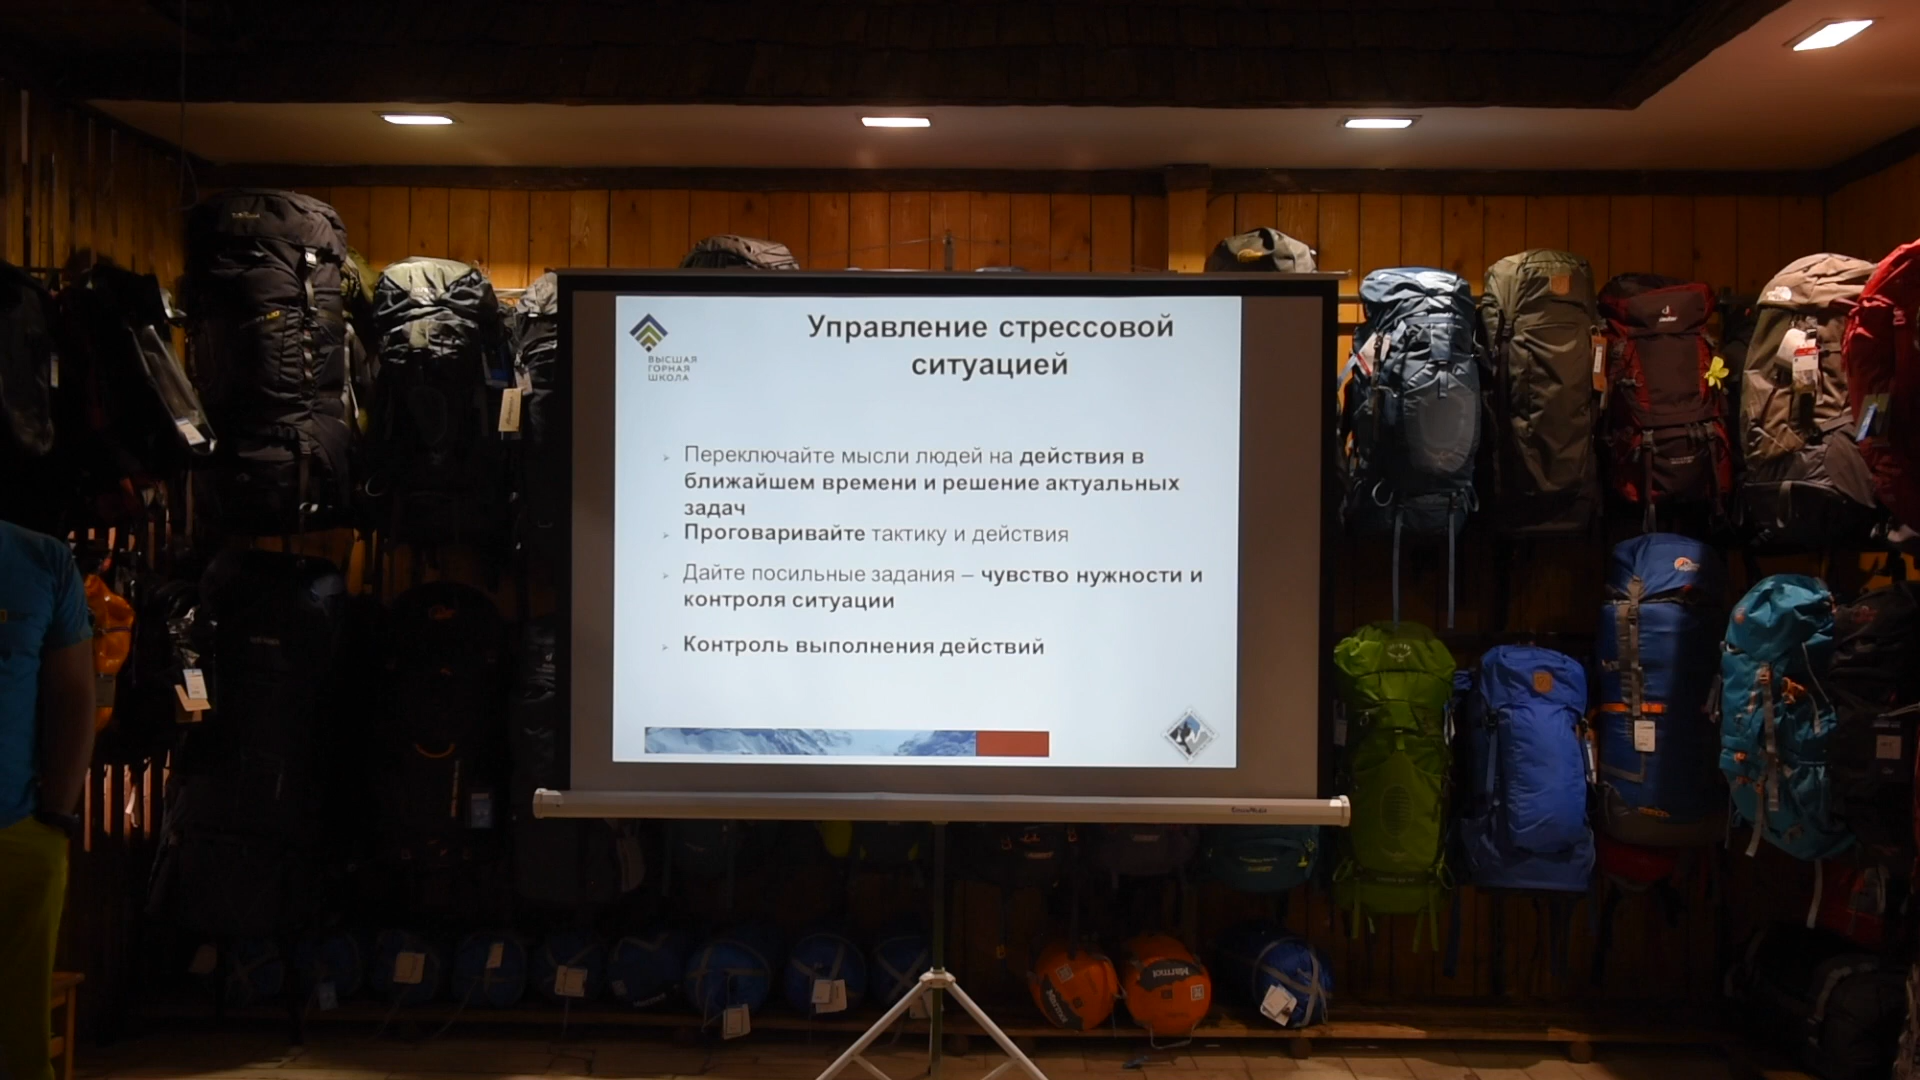 Управление стрессовой
ситуацией
ВЫСШАЯ
ГОРНАЯ
ШКОЛА
Переключайте мысли людей на действия в
ближайшем времени и решение актуальных
задач
Проговаривайте тактику и действия
Дайте посильные задания – чувство нужности и
контроля ситуации
Контроль выполнения действий
Marmot